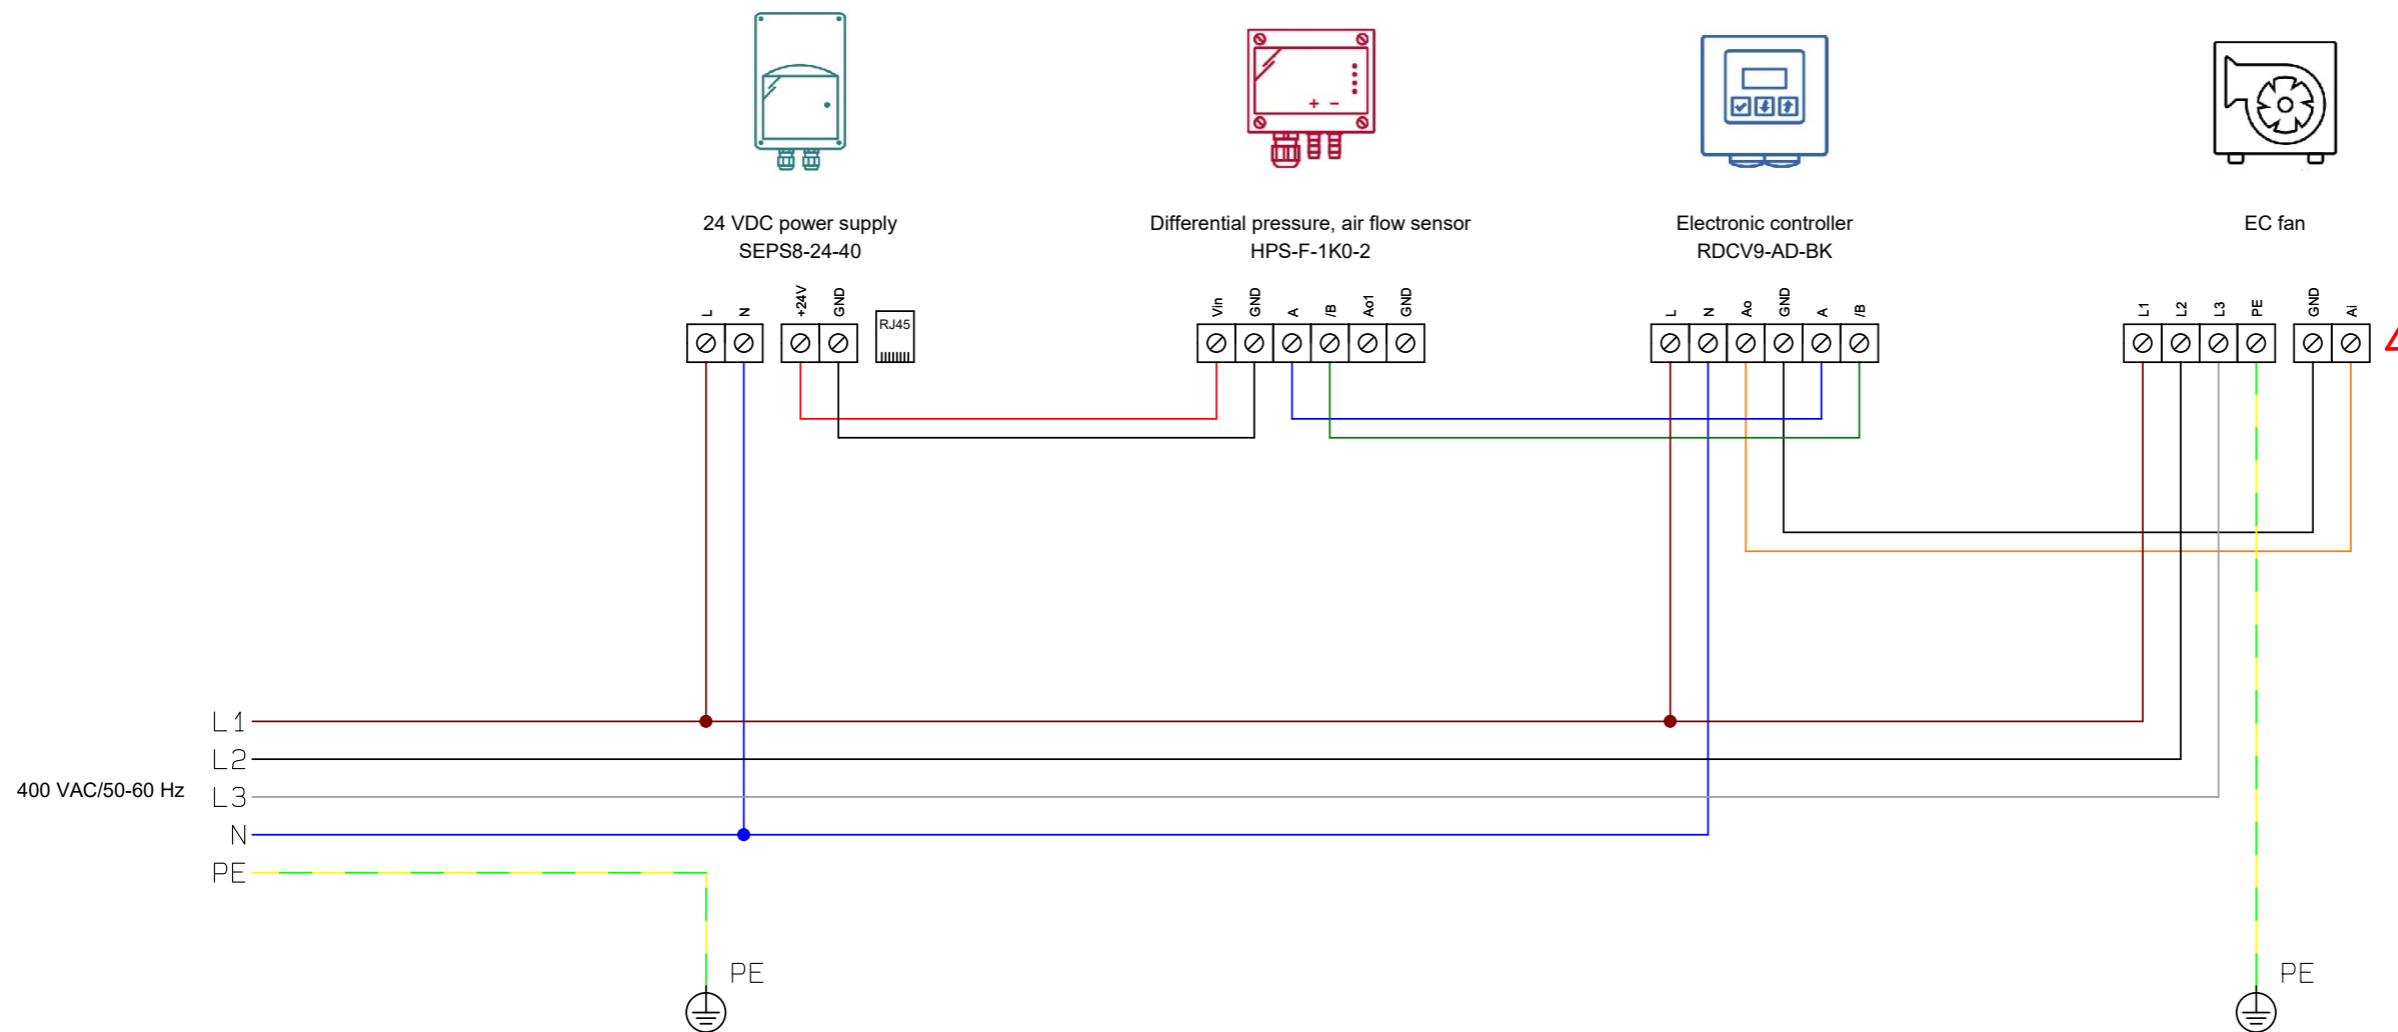 24 VDC power supply
SEPS8-24-40
Differential pressure, air flow sensor
HPS-F-1K0-2
Electronic controller
RDCV9-AD-BK
EC fan
L N +24V GND
RJ45
Vin GND A /B Ao1 GND
L N Ao GND A /B
L1 L2 L3 PE GND Ai
+ −
L1
L2
400 VAC/50-60 Hz
L3
N
PE
PE
PE